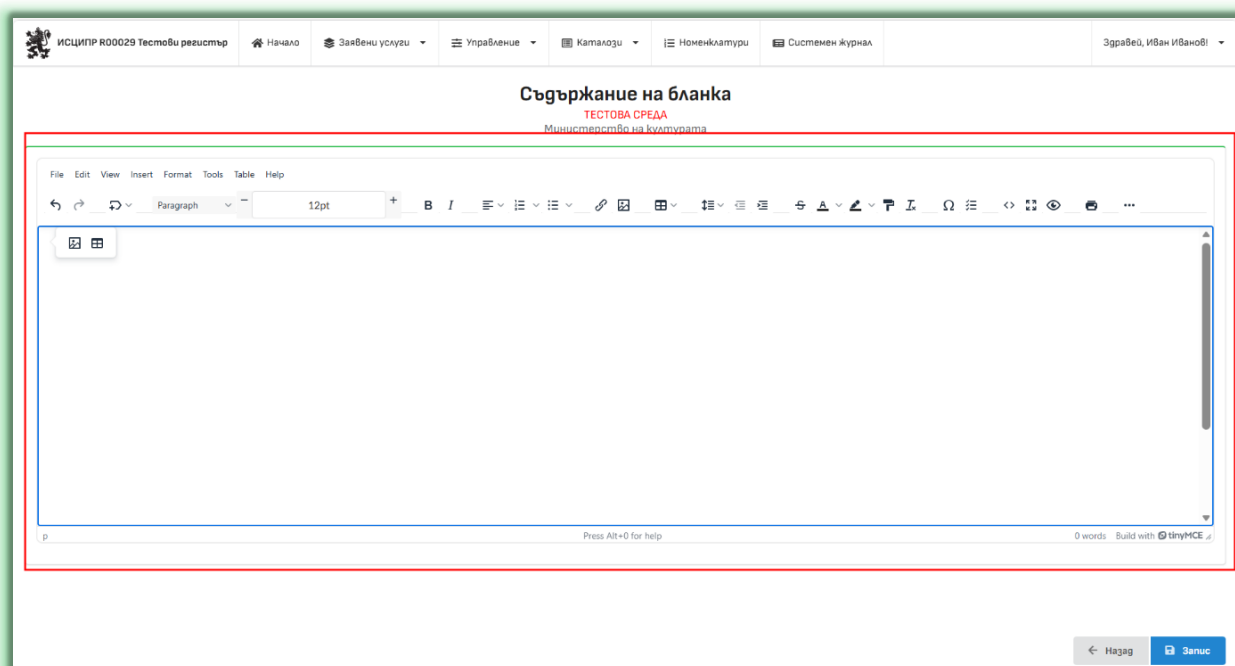 ИСЦИПР R00029 Тестови регистър Начало Заявени услуги Управление Каталози Номенклатури Системен журнал Здравей, Иван Иванов!
Съдържание на бланка
ТЕСТОВА СРЕДА
Министерство на културата
File Edit View Insert Format Tools Table Help
Paragraph 12pt
p Press Alt+0 for help 0 words Build with tinyMCE
Назад Запис